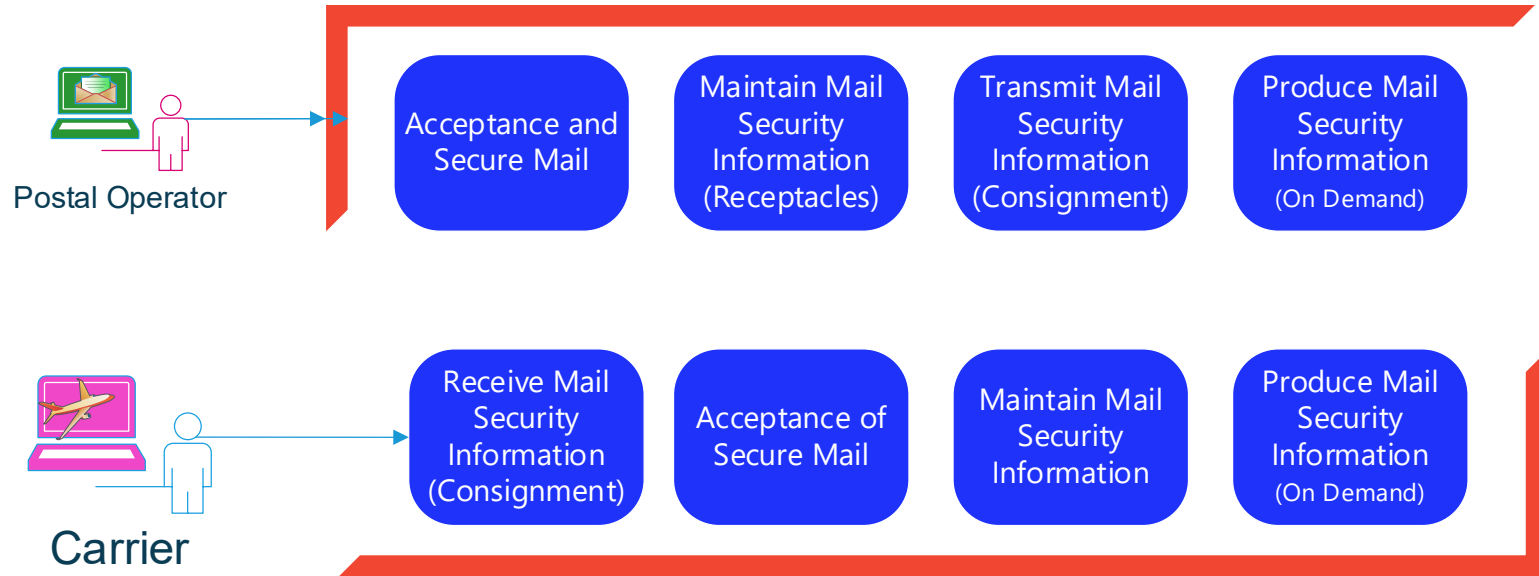 Postal Operator
Acceptance and
Secure Mail
Maintain Mail
Security
Information
(Receptacles)
Transmit Mail
Security
Information
(Consignment)
Produce Mail
Security
Information
(On Demand)
Carrier
Receive Mail
Security
Information
(Consignment)
Acceptance of
Secure Mail
Maintain Mail
Security
Information
Produce Mail
Security
Information
(On Demand)